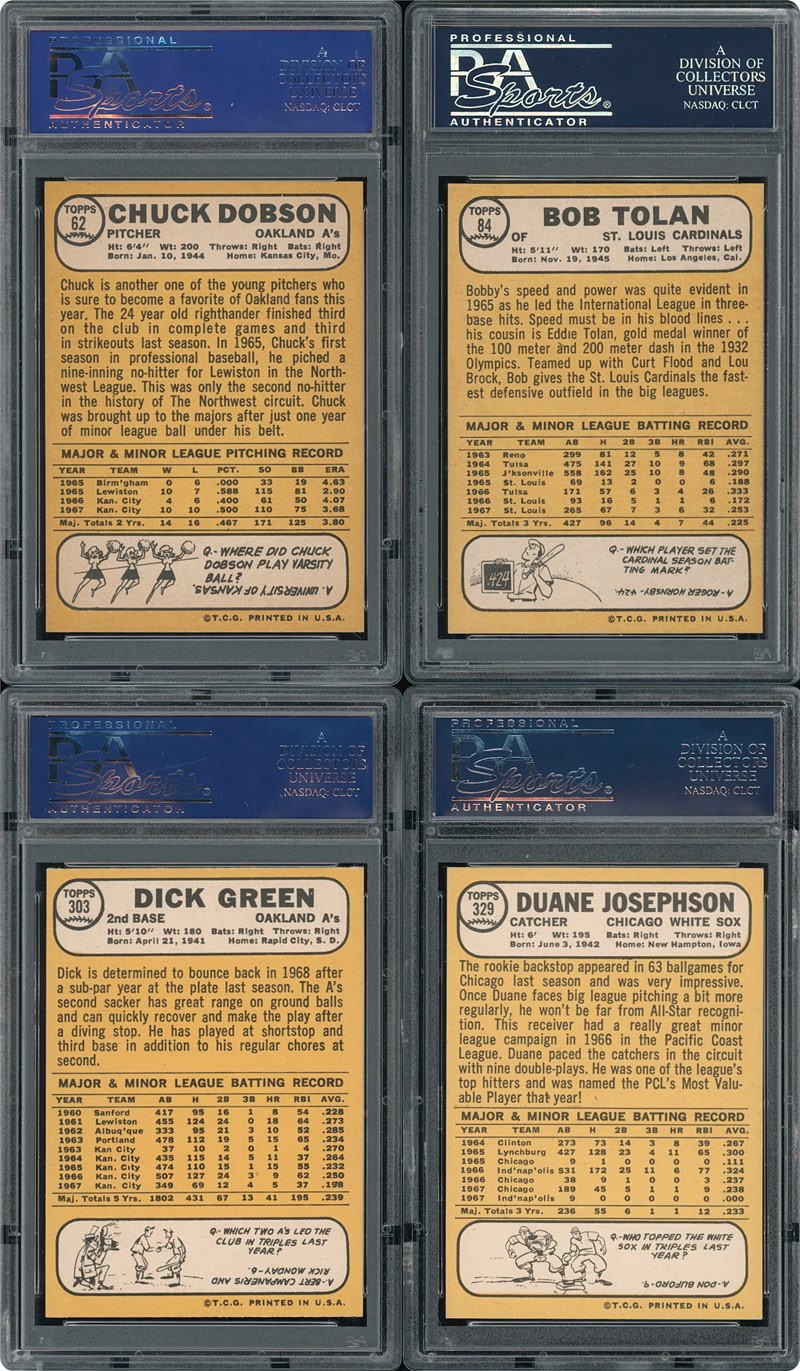 PROFESSIONAL
PSA
Sports®
AUTHENTICATOR
A
DIVISION OF
COLLECTORS
UNIVERSE
NASDAQ: CLCT
TOPPS
62
CHUCK DOBSON
PITCHER OAKLAND A's
Ht: 6'4" Wt: 200 Throws: Right Bats: Right
Born: Jan. 10, 1944 Home: Kansas City, Mo.
Chuck is another one of the young pitchers who
is sure to become a favorite of Oakland fans this
year. The 24 year old righthander finished third
on the club in complete games and third
in strikeouts last season. In 1965, Chuck's first
season in professional baseball, he piched a
nine-inning no-hitter for Lewiston in the North-
west League. This was only the second no-hitter
in the history of The Northwest circuit. Chuck
was brought up to the majors after just one year
of minor league ball under his belt.
MAJOR & MINOR LEAGUE PITCHING RECORD
YEAR TEAM W L PCT. SO BB ERA
1965 Birm'gham 0 6 .000 33 19 4.63
1965 Lewiston 10 7 .588 115 81 2.90
1966 Kan. City 4 6 .400 61 50 4.07
1967 Kan. City 10 10 .500 110 75 3.68
Maj. Totals 2 Yrs. 14 16 .467 171 125 3.80
Q.-WHERE DID CHUCK
DOBSON PLAY VARSITY
BALL?
A. UNIVERSITY OF KANSAS.
©T.C.G. PRINTED IN U.S.A.
PROFESSIONAL
PSA
Sports®
AUTHENTICATOR
A
DIVISION OF
COLLECTORS
UNIVERSE
NASDAQ: CLCT
TOPPS
84
BOB TOLAN
OF ST. LOUIS CARDINALS
Ht: 5'11" Wt: 170 Bats: Left Throws: Left
Born: Nov. 19, 1945 Home: Los Angeles, Cal.
Bobby's speed and power was quite evident in
1965 as he led the International League in three-
base hits. Speed must be in his blood lines . . .
his cousin is Eddie Tolan, gold medal winner of
the 100 meter and 200 meter dash in the 1932
Olympics. Teamed up with Curt Flood and Lou
Brock, Bob gives the St. Louis Cardinals the fast-
est defensive outfield in the big leagues.
MAJOR & MINOR LEAGUE BATTING RECORD
YEAR TEAM AB H 2B 3B HR RBI AVG.
1963 Reno 299 81 12 5 8 42 .271
1964 Tulsa 475 141 27 10 9 68 .297
1965 J'ksonville 558 162 25 10 8 48 .290
1965 St. Louis 69 13 2 0 0 6 .188
1966 Tulsa 171 57 6 3 4 26 .333
1966 St. Louis 93 16 5 1 1 6 .172
1967 St. Louis 265 67 7 3 6 32 .253
Maj. Totals 3 Yrs. 427 96 14 4 7 44 .225
.424
Q.-WHICH PLAYER SET THE
CARDINAL SEASON BAT-
TING MARK?
A-ROGER HORNSBY-.424.
©T.C.G. PRINTED IN U.S.A.
PROFESSIONAL
PSA
Sports®
AUTHENTICATOR
A
DIVISION OF
COLLECTORS
UNIVERSE
NASDAQ: CLCT
TOPPS
303
DICK GREEN
2nd BASE OAKLAND A's
Ht: 5'10" Wt: 180 Bats: Right Throws: Right
Born: April 21, 1941 Home: Rapid City, S. D.
Dick is determined to bounce back in 1968 after
a sub-par year at the plate last season. The A's
second sacker has great range on ground balls
and can quickly recover and make the play after
a diving stop. He has played at shortstop and
third base in addition to his regular chores at
second.
MAJOR & MINOR LEAGUE BATTING RECORD
YEAR TEAM AB H 2B 3B HR RBI AVG.
1960 Sanford 417 95 16 1 8 54 .228
1961 Lewiston 455 124 24 0 18 64 .273
1962 Albuq'que 333 95 21 3 10 52 .285
1963 Portland 478 112 19 5 15 65 .234
1963 Kan City 37 10 2 0 1 4 .270
1964 Kan. City 435 115 14 5 11 37 .264
1965 Kan. City 474 110 15 1 15 55 .232
1966 Kan. City 507 127 24 3 9 62 .250
1967 Kan. City 349 69 12 4 5 37 .198
Maj. Totals 5 Yrs. 1802 431 67 13 41 195 .239
Q-WHICH TWO A'S LED THE
CLUB IN TRIPLES LAST
YEAR?
A-BERT CAMPANERIS AND
RICK MONDAY-6.
©T.C.G. PRINTED IN U.S.A.
PROFESSIONAL
PSA
Sports®
AUTHENTICATOR
A
DIVISION OF
COLLECTORS
UNIVERSE
NASDAQ: CLCT
TOPPS
329
DUANE JOSEPHSON
CATCHER CHICAGO WHITE SOX
Ht: 6' Wt: 195 Bats: Right Throws: Right
Born: June 3, 1942 Home: New Hampton, Iowa
The rookie backstop appeared in 63 ballgames for
Chicago last season and was very impressive.
Once Duane faces big league pitching a bit more
regularly, he won't be far from All-Star recogni-
tion. This receiver had a really great minor
league campaign in 1966 in the Pacific Coast
League. Duane paced the catchers in the circuit
with nine double-plays. He was one of the league's
top hitters and was named the PCL's Most Valu-
able Player that year!
MAJOR & MINOR LEAGUE BATTING RECORD
YEAR TEAM AB H 2B 3B HR RBI AVG.
1964 Clinton 273 73 14 3 8 39 .267
1965 Lynchburg 427 128 23 4 11 65 .300
1965 Chicago 9 1 0 0 0 0 .111
1966 Ind'nap'olis 531 172 25 11 6 77 .324
1966 Chicago 38 9 1 0 0 3 .237
1967 Chicago 189 45 5 1 1 9 .238
1967 Ind'nap'olis 9 0 0 0 0 0 .000
Maj. Totals 3 Yrs. 236 55 6 1 1 12 .233
Q.-WHO TOPPED THE WHITE
SOX IN TRIPLES LAST
YEAR?
A-DON BUFORD-9.
©T.C.G. PRINTED IN U.S.A.